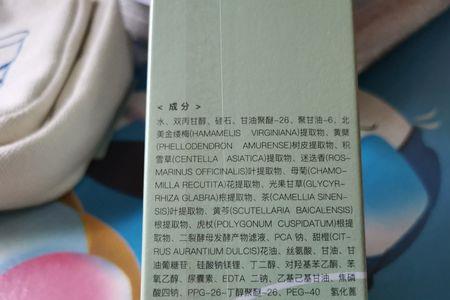 < 成 分 >
水、双丙甘醇、硅石、甘油聚醚-26、聚甘油-6、北
美金缕梅(HAMAMELIS VIRGINIANA)提取物、黄檗
(PHELLODENDRON AMURENSE)树皮提取物、积
雪草(CENTELLA ASIATICA)提取物、迷迭香(ROS-
MARINUS OFFICINALIS)叶提取物、母菊(CHAMO-
MILLA RECUTITA)花提取物、光果甘草(GLYCYR-
RHIZA GLABRA)根提取物、茶(CAMELLIA SINEN-
SIS)叶提取物、黄芩(SCUTELLARIA BAICALENSIS)
根提取物、虎杖(POLYGONUM CUSPIDATUM)根提取
物、二裂酵母发酵产物滤液、PCA 钠、甜橙(CIT-
RUS AURANTIUM DULCIS)花油、丝氨酸、甘油、甘
油葡糖苷、硅酸钠镁锂、丁二醇、对羟基苯乙酮、苯
氧乙醇、尿囊素、EDTA 二钠、乙基己基甘油、焦磷
酸四钠、PPG-26-丁醇聚醚-26、PEG-40 氢化蓖